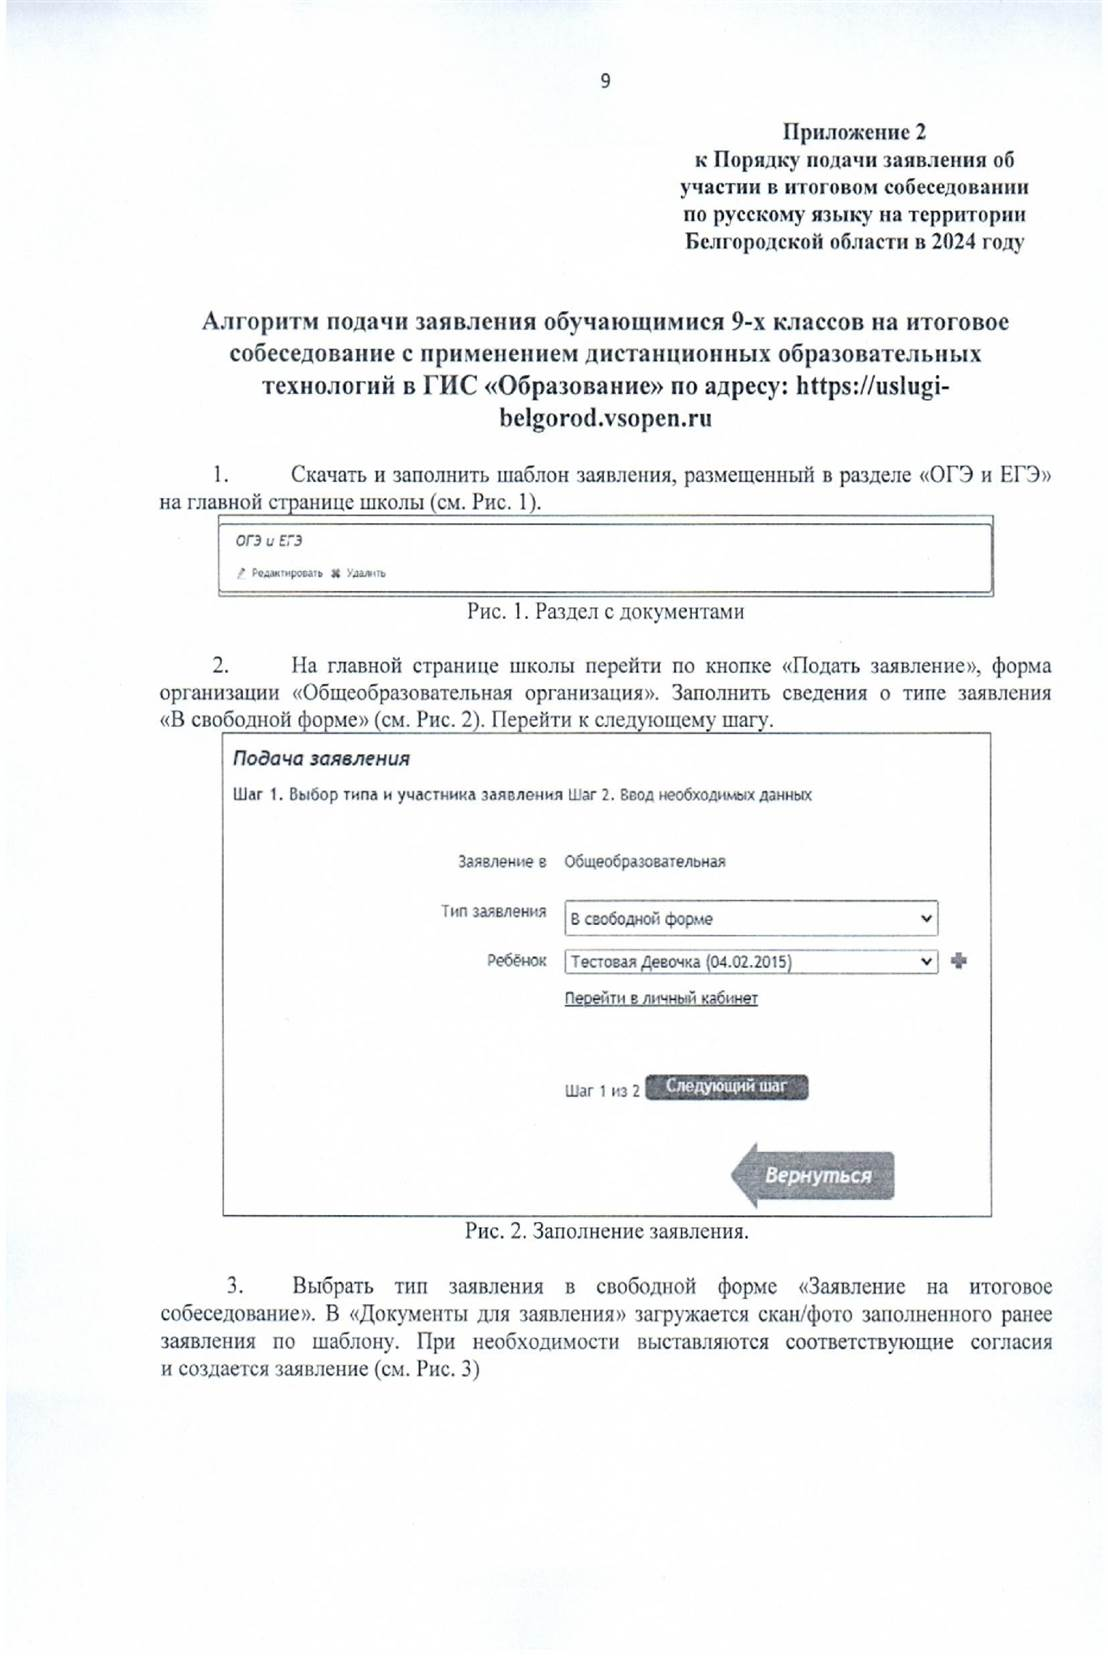 9
Приложение 2
к Порядку подачи заявления об
участии в итоговом собеседовании
по русскому языку на территории
Белгородской области в 2024 году
Алгоритм подачи заявления обучающимися 9-х классов на итоговое
собеседование с применением дистанционных образовательных
технологий в ГИС «Образование» по адресу: https://uslugi-
belgorod.vsopen.ru
1. Скачать и заполнить шаблон заявления, размещенный в разделе «ОГЭ и ЕГЭ»
на главной странице школы (см. Рис. 1).
ОГЭ и ЕГЭ
Редактировать Удалить
Рис. 1. Раздел с документами
2. На главной странице школы перейти по кнопке «Подать заявление», форма
организации «Общеобразовательная организация». Заполнить сведения о типе заявления
«В свободной форме» (см. Рис. 2). Перейти к следующему шагу.
Подача заявления
Шаг 1. Выбор типа и участника заявления Шаг 2. Ввод необходимых данных
Заявление в Общеобразовательная
Тип заявления В свободной форме
Ребёнок Тестовая Девочка (04.02.2015)
Перейти в личный кабинет
Шаг 1 из 2 Следующий шаг
Вернуться
Рис. 2. Заполнение заявления.
3. Выбрать тип заявления в свободной форме «Заявление на итоговое
собеседование». В «Документы для заявления» загружается скан/фото заполненного ранее
заявления по шаблону. При необходимости выставляются соответствующие согласия
и создается заявление (см. Рис. 3)